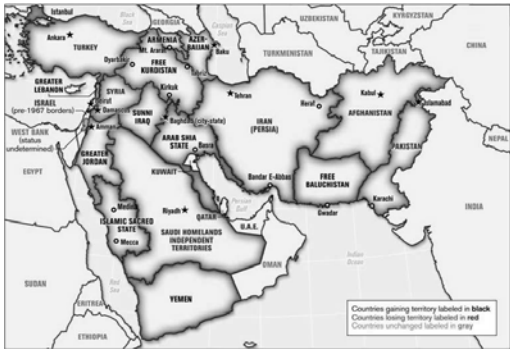 Black
Sea
GEORGIA
Caspian
Sea
UZBEKISTAN
KYRGYZSTAN
Istanbul
Ankara
TURKEY
ARMENIA
Mt. Ararat
AZER-
BAIJAN
Baku
TURKMENISTAN
TAJIKISTAN
CHINA
FREE
KURDISTAN
GREATER
LEBANON
SYRIA
Kirkuk
Tehran
Herat
Kabul
AFGHANISTAN
Islamabad
ISRAEL
(pre-1967 borders)
Beirut
Damascus
SUNNI
IRAQ
Baghdad (city-state)
IRAN
(PERSIA)
WEST BANK
(status
undetermined)
Amman
ARAB SHIA
STATE
Basra
PAKISTAN
NEPAL
GREATER
JORDAN
KUWAIT
EGYPT
FREE
BALUCHISTAN
Bandar E-Abbas
Persian
Gulf
Gwadar
Karachi
INDIA
Medina
ISLAMIC SACRED
STATE
Mecca
Riyadh
QATAR
U.A.E.
SAUDI HOMELANDS
INDEPENDENT
TERRITORIES
OMAN
Indian
Ocean
Red
Sea
SUDAN
ERITREA
YEMEN
ETHIOPIA
Countries gaining territory labeled in black
Countries losing territory labeled in red
Countries unchanged labeled in gray